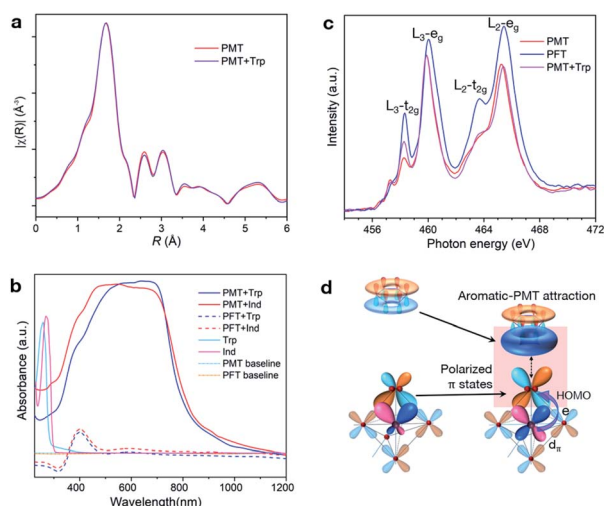 a
PMT
PMT+Trp
|χ(R)| (Å⁻³)
0 1 2 3 4 5 6
R (Å)
c
L₃-e_g
L₂-e_g
PMT
PFT
PMT+Trp
L₂-t₂g
L₃-t₂g
Intensity (a.u.)
456 460 464 468 472
Photon energy (eV)
b
PMT+Trp
PMT+Ind
PFT+Trp
PFT+Ind
Trp
Ind
PMT baseline
PFT baseline
Absorbance (a.u.)
400 600 800 1000 1200
Wavelength(nm)
d
Aromatic-PMT attraction
Polarized
π states
HOMO
e
dπ